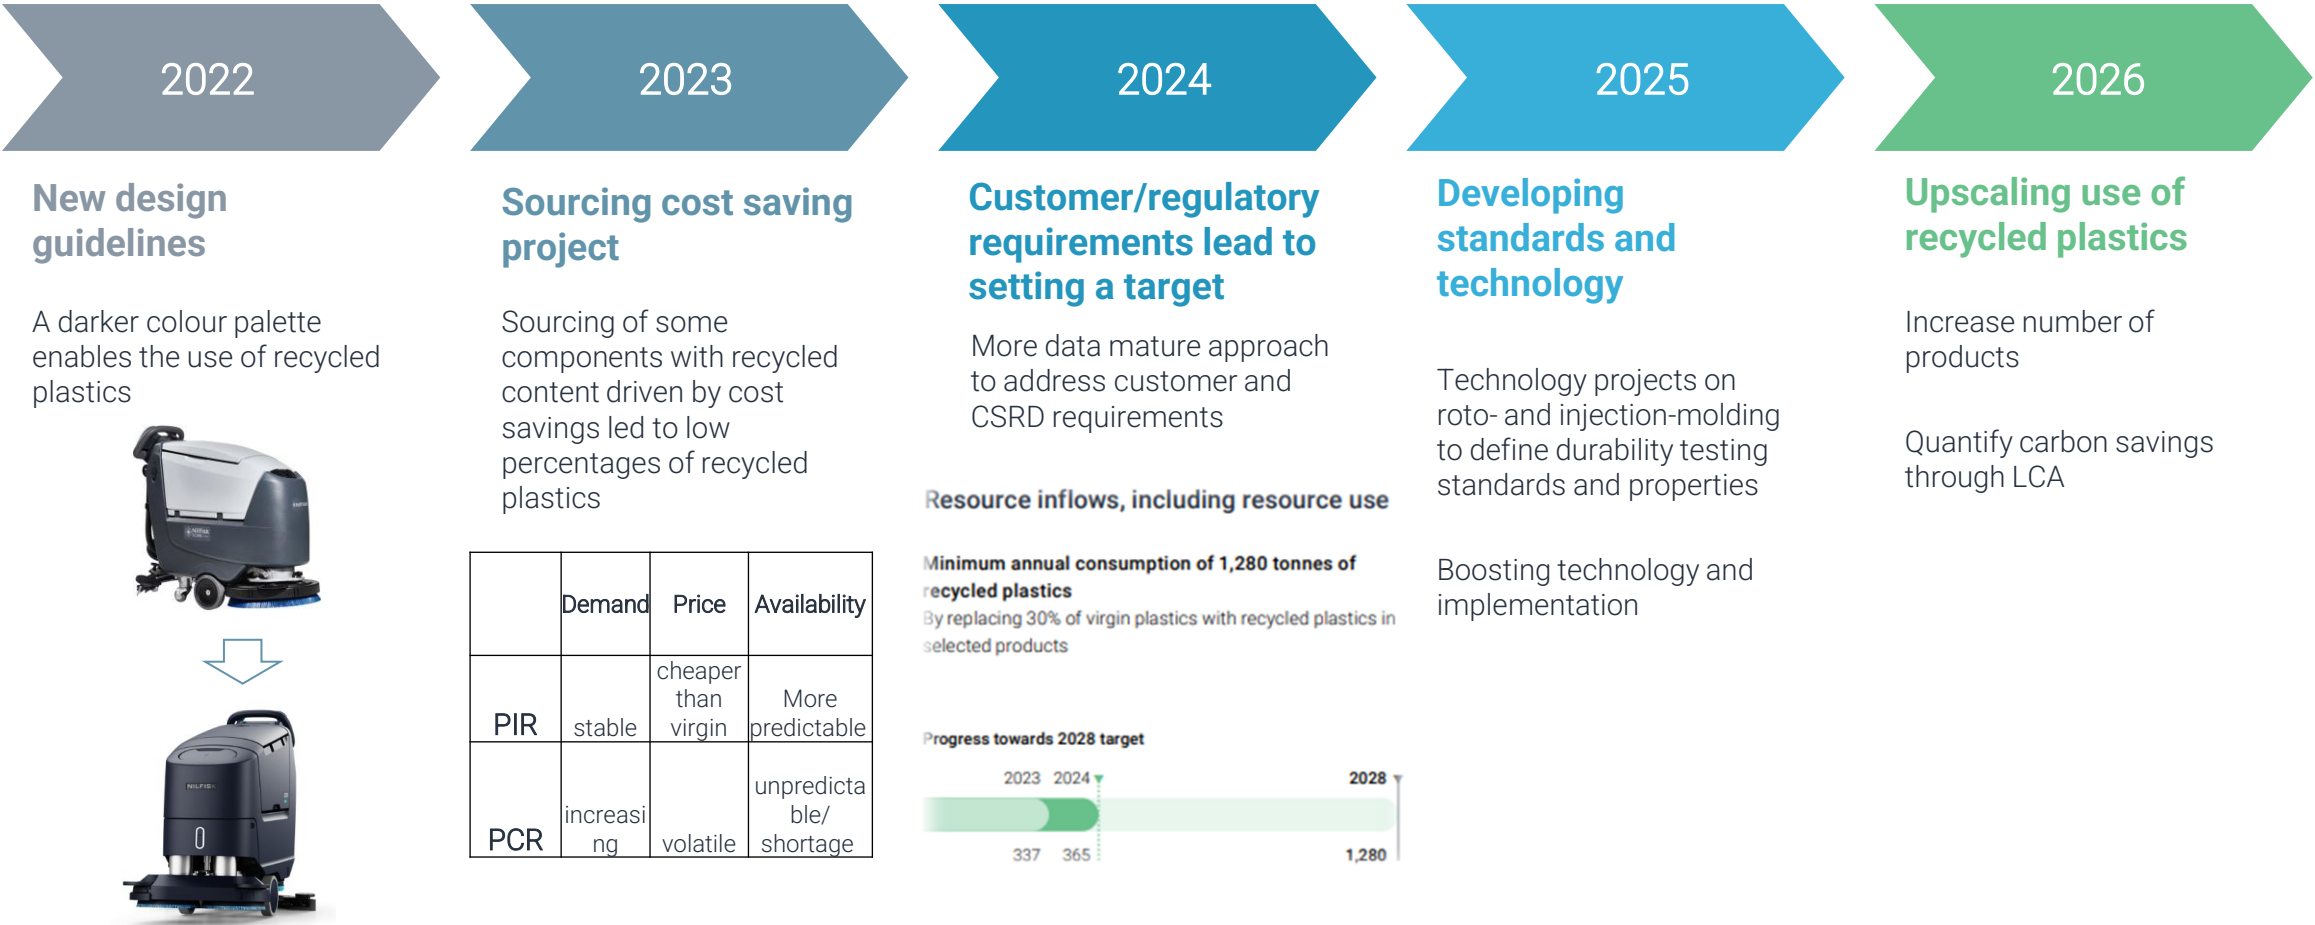 2022
2023
2024
2025
2026
New design
guidelines
A darker colour palette
enables the use of recycled
plastics
NILFISK
Sourcing cost saving
project
Sourcing of some
components with recycled
content driven by cost
savings led to low
percentages of recycled
plastics
Demand Price Availability
PIR stable cheaper
than
virgin More
predictable
PCR increasi
ng volatile unpredicta
ble/
shortage
Customer/regulatory
requirements lead to
setting a target
More data mature approach
to address customer and
CSRD requirements
Resource inflows, including resource use
Minimum annual consumption of 1,280 tonnes of
recycled plastics
By replacing 30% of virgin plastics with recycled plastics in
selected products
Progress towards 2028 target
2023 2024 2028
337 365 1,280
Developing
standards and
technology
Technology projects on
roto- and injection-molding
to define durability testing
standards and properties
Boosting technology and
implementation
Upscaling use of
recycled plastics
Increase number of
products
Quantify carbon savings
through LCA